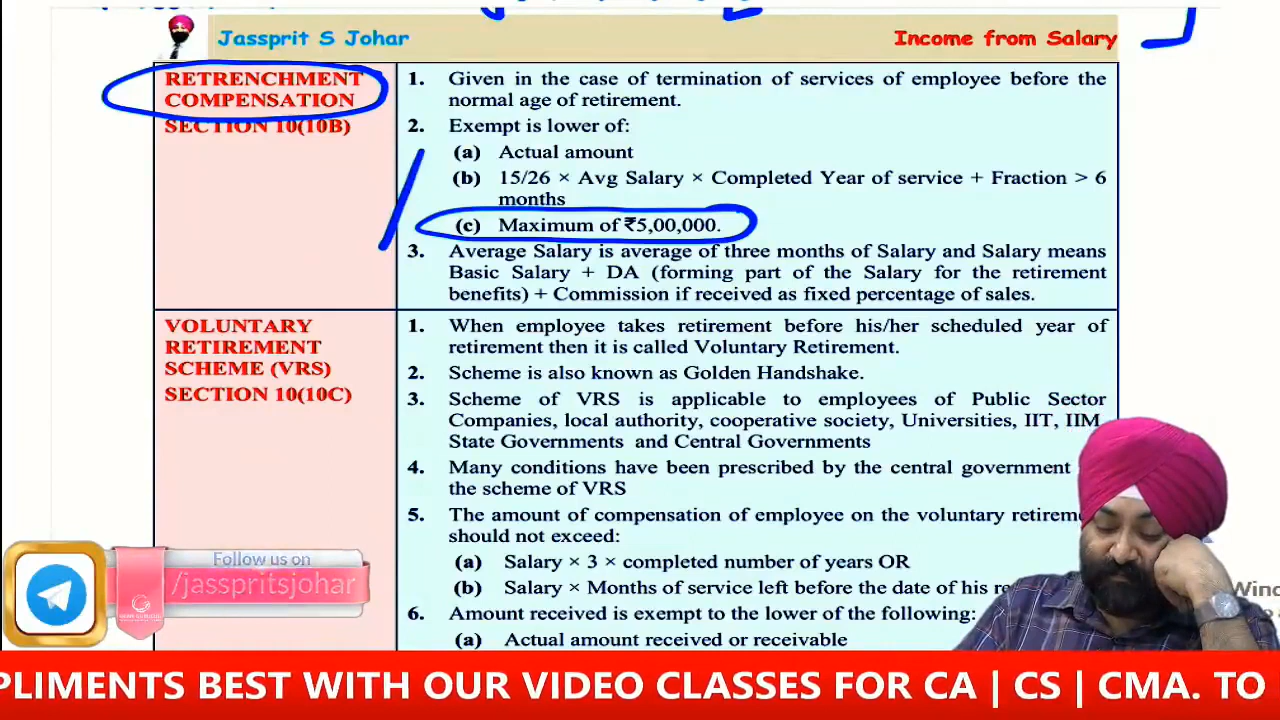 Jassprit S Johar
Income from Salary
RETRENCHMENT
COMPENSATION
SECTION 10(10B)
1. Given in the case of termination of services of employee before the
normal age of retirement.
2. Exempt is lower of:
(a) Actual amount
(b) 15/26 × Avg Salary × Completed Year of service + Fraction > 6
months
(c) Maximum of ₹5,00,000.
3. Average Salary is average of three months of Salary and Salary means
Basic Salary + DA (forming part of the Salary for the retirement
benefits) + Commission if received as fixed percentage of sales.
VOLUNTARY
RETIREMENT
SCHEME (VRS)
SECTION 10(10C)
1. When employee takes retirement before his/her scheduled year of
retirement then it is called Voluntary Retirement.
2. Scheme is also known as Golden Handshake.
3. Scheme of VRS is applicable to employees of Public Sector
Companies, local authority, cooperative society, Universities, IIT, IIM,
State Governments and Central Governments
4. Many conditions have been prescribed by the central government
the scheme of VRS
5. The amount of compensation of employee on the voluntary
should not exceed:
(a) Salary × 3 × completed number of years OR
(b) Salary × Months of service left before the date of his
6. Amount received is exempt to the lower of the following:
(a) Actual amount received or receivable
Follow us on
/jasspritsjohar
PLIMENTS BEST WITH OUR VIDEO CLASSES FOR CA | CS | CMA. TO